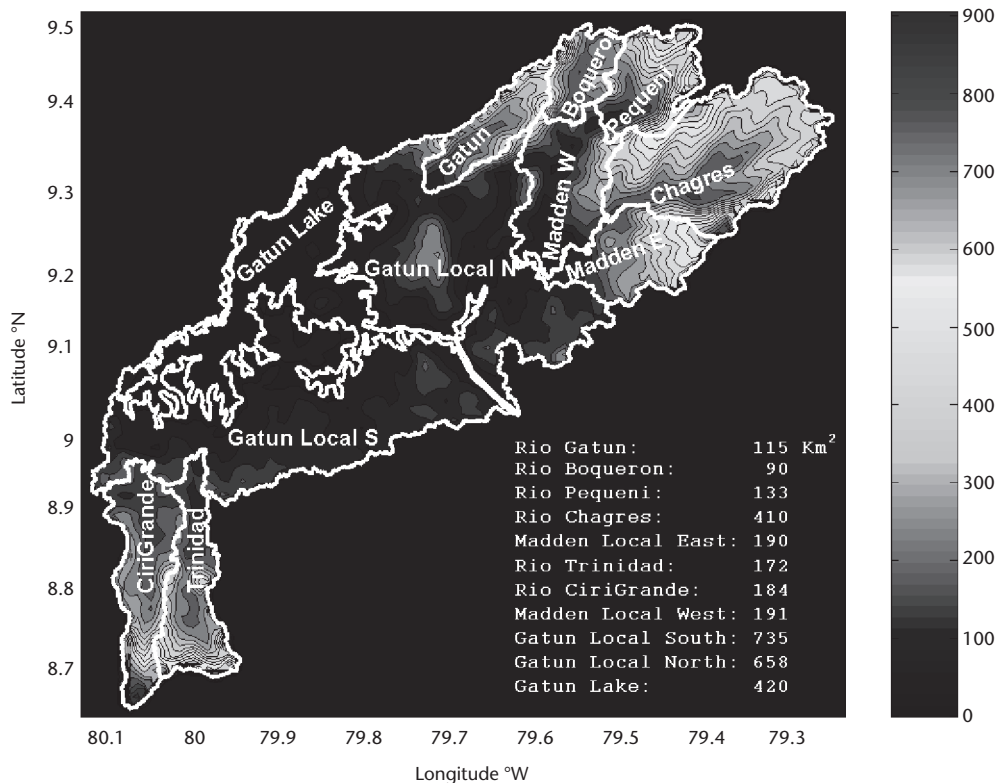 9.5
9.4
9.3
9.2
9.1
9
8.9
8.8
8.7
Latitude °N
80.1 80 79.9 79.8 79.7 79.6 79.5 79.4 79.3
Longitude °W
900
800
700
600
500
400
300
200
100
0
Boqueron
Pequeni
Gatun
Chagres
Madden W
Madden E
Gatun Lake
Gatun Local N
Gatun Local S
CiriGrande
Trinidad
Rio Gatun: 115 Km2
Rio Boqueron: 90
Rio Pequeni: 133
Rio Chagres: 410
Madden Local East: 190
Rio Trinidad: 172
Rio CiriGrande: 184
Madden Local West: 191
Gatun Local South: 735
Gatun Local North: 658
Gatun Lake: 420